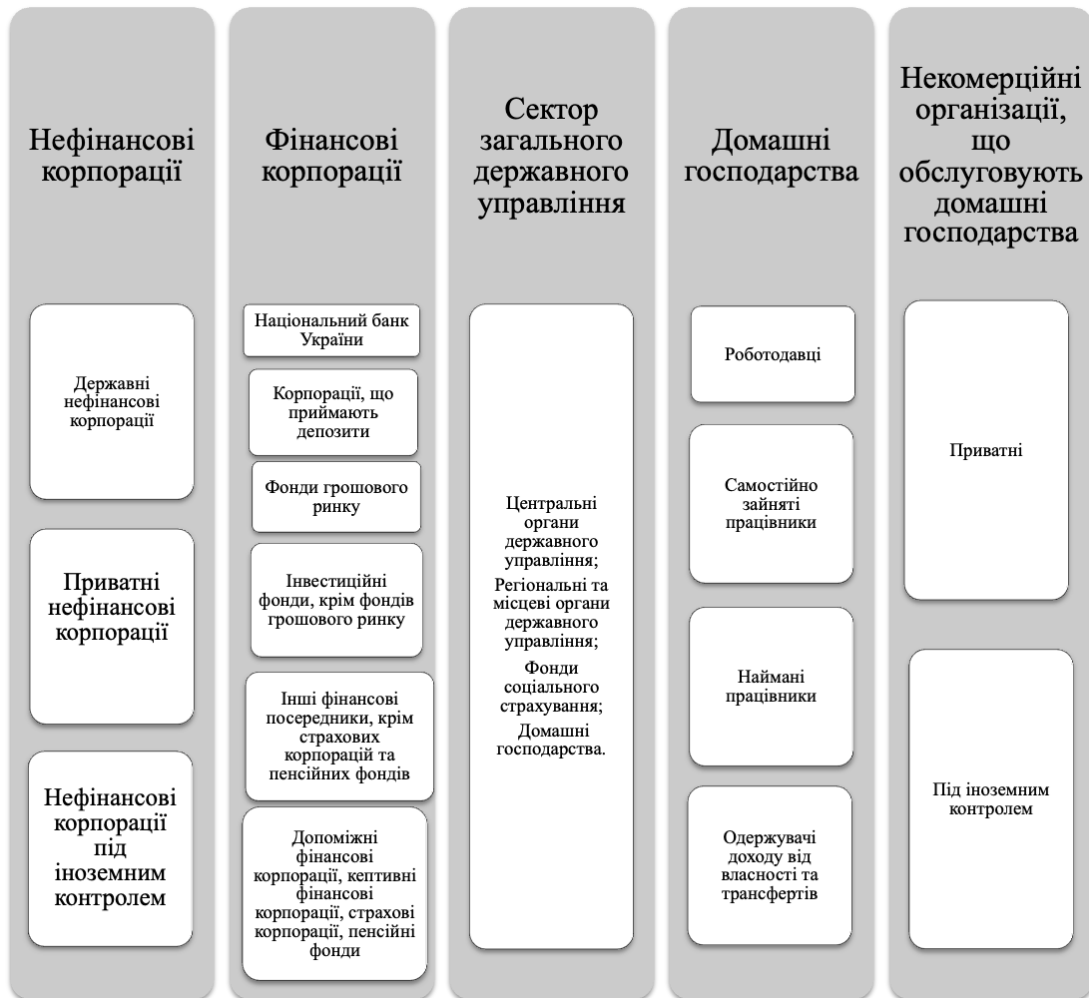 Нефінансові
корпорації
Державні
нефінансові
корпорації
Приватні
нефінансові
корпорації
Нефінансові
корпорації
під
іноземним
контролем
Фінансові
корпорації
Національний банк
України
Корпорації, що
приймають
депозити
Фонди грошового
ринку
Інвестиційні
фонди, крім фондів
грошового ринку
Інші фінансові
посередники, крім
страхових
корпорацій та
пенсійних фондів
Допоміжні
фінансові
корпорації, кептивні
фінансові
корпорації, страхові
корпорації, пенсійні
фонди
Сектор
загального
державного
управління
Центральні
органи
державного
управління;
Регіональні та
місцеві органи
державного
управління;
Фонди
соціального
страхування;
Домашні
господарства.
Домашні
господарства
Роботодавці
Самостійно
зайняті
працівники
Наймані
працівники
Одержувачі
доходу від
власності та
трансфертів
Некомерційні
організації,
що
обслуговують
домашні
господарства
Приватні
Під іноземним
контролем